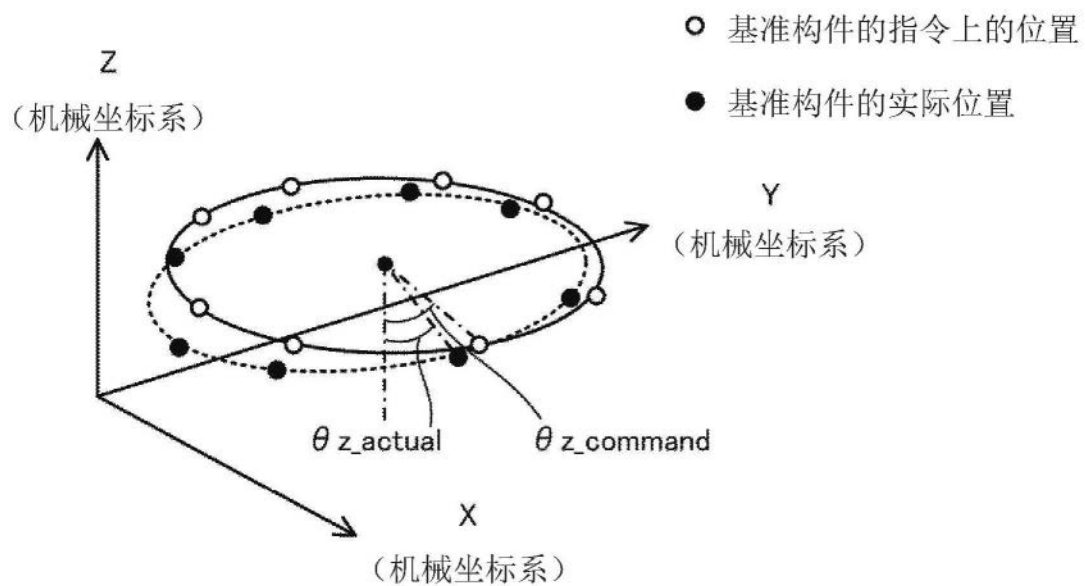 ○ 基准构件的指令上的位置
● 基准构件的实际位置
Z
（机械坐标系）
Y
（机械坐标系）
θ z_actual
θ z_command
X
（机械坐标系）